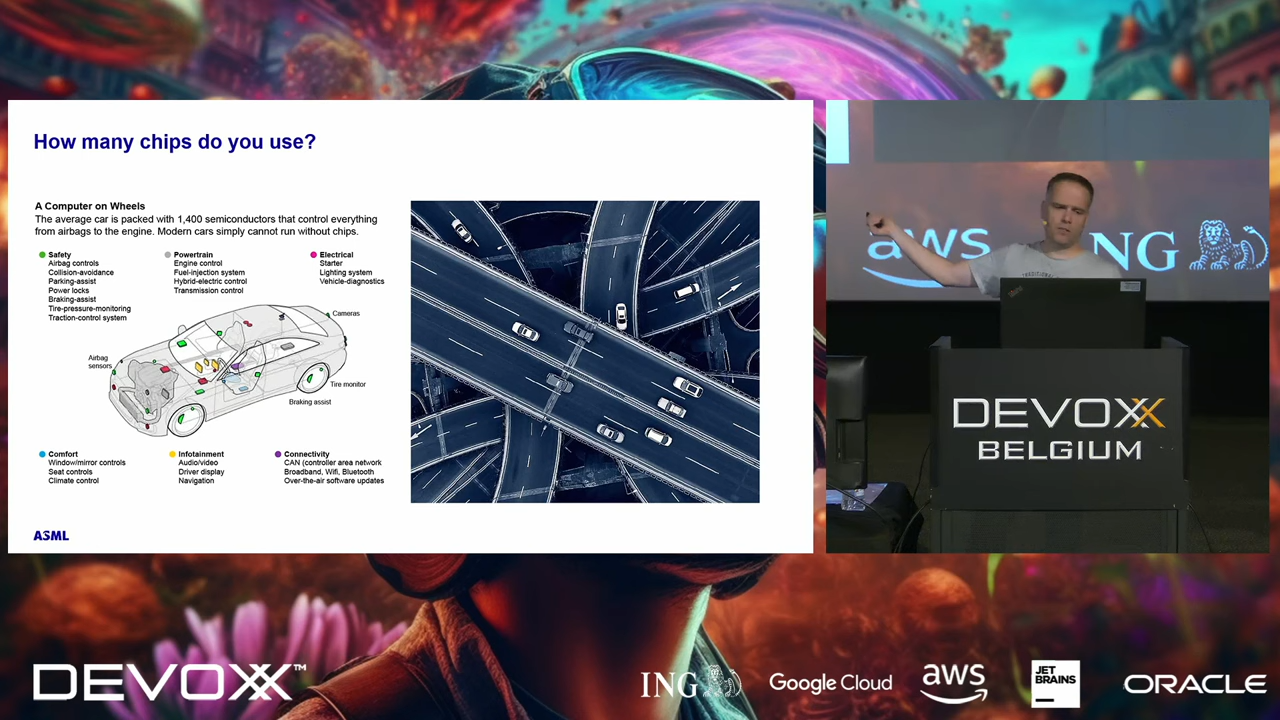 How many chips do you use?
A Computer on Wheels
The average car is packed with 1,400 semiconductors that control everything
from airbags to the engine. Modern cars simply cannot run without chips.
Safety
Airbag controls
Collision-avoidance
Parking-assist
Power locks
Braking-assist
Tire-pressure-monitoring
Traction-control system
Powertrain
Engine control
Fuel-injection system
Hybrid-electric control
Transmission control
Electrical
Starter
Lighting system
Vehicle-diagnostics
Cameras
Airbag
sensors
Tire monitor
Braking assist
Comfort
Window/mirror controls
Seat controls
Climate control
Infotainment
Audio/video
Driver display
Navigation
Connectivity
CAN (controller area network
Broadband, Wifi, Bluetooth
Over-the-air software updates
ASML
aws
NG
DEVOXX
BELGIUM
DEVOXX™
ING
Google Cloud
aws
JET
BRAINS
ORACLE